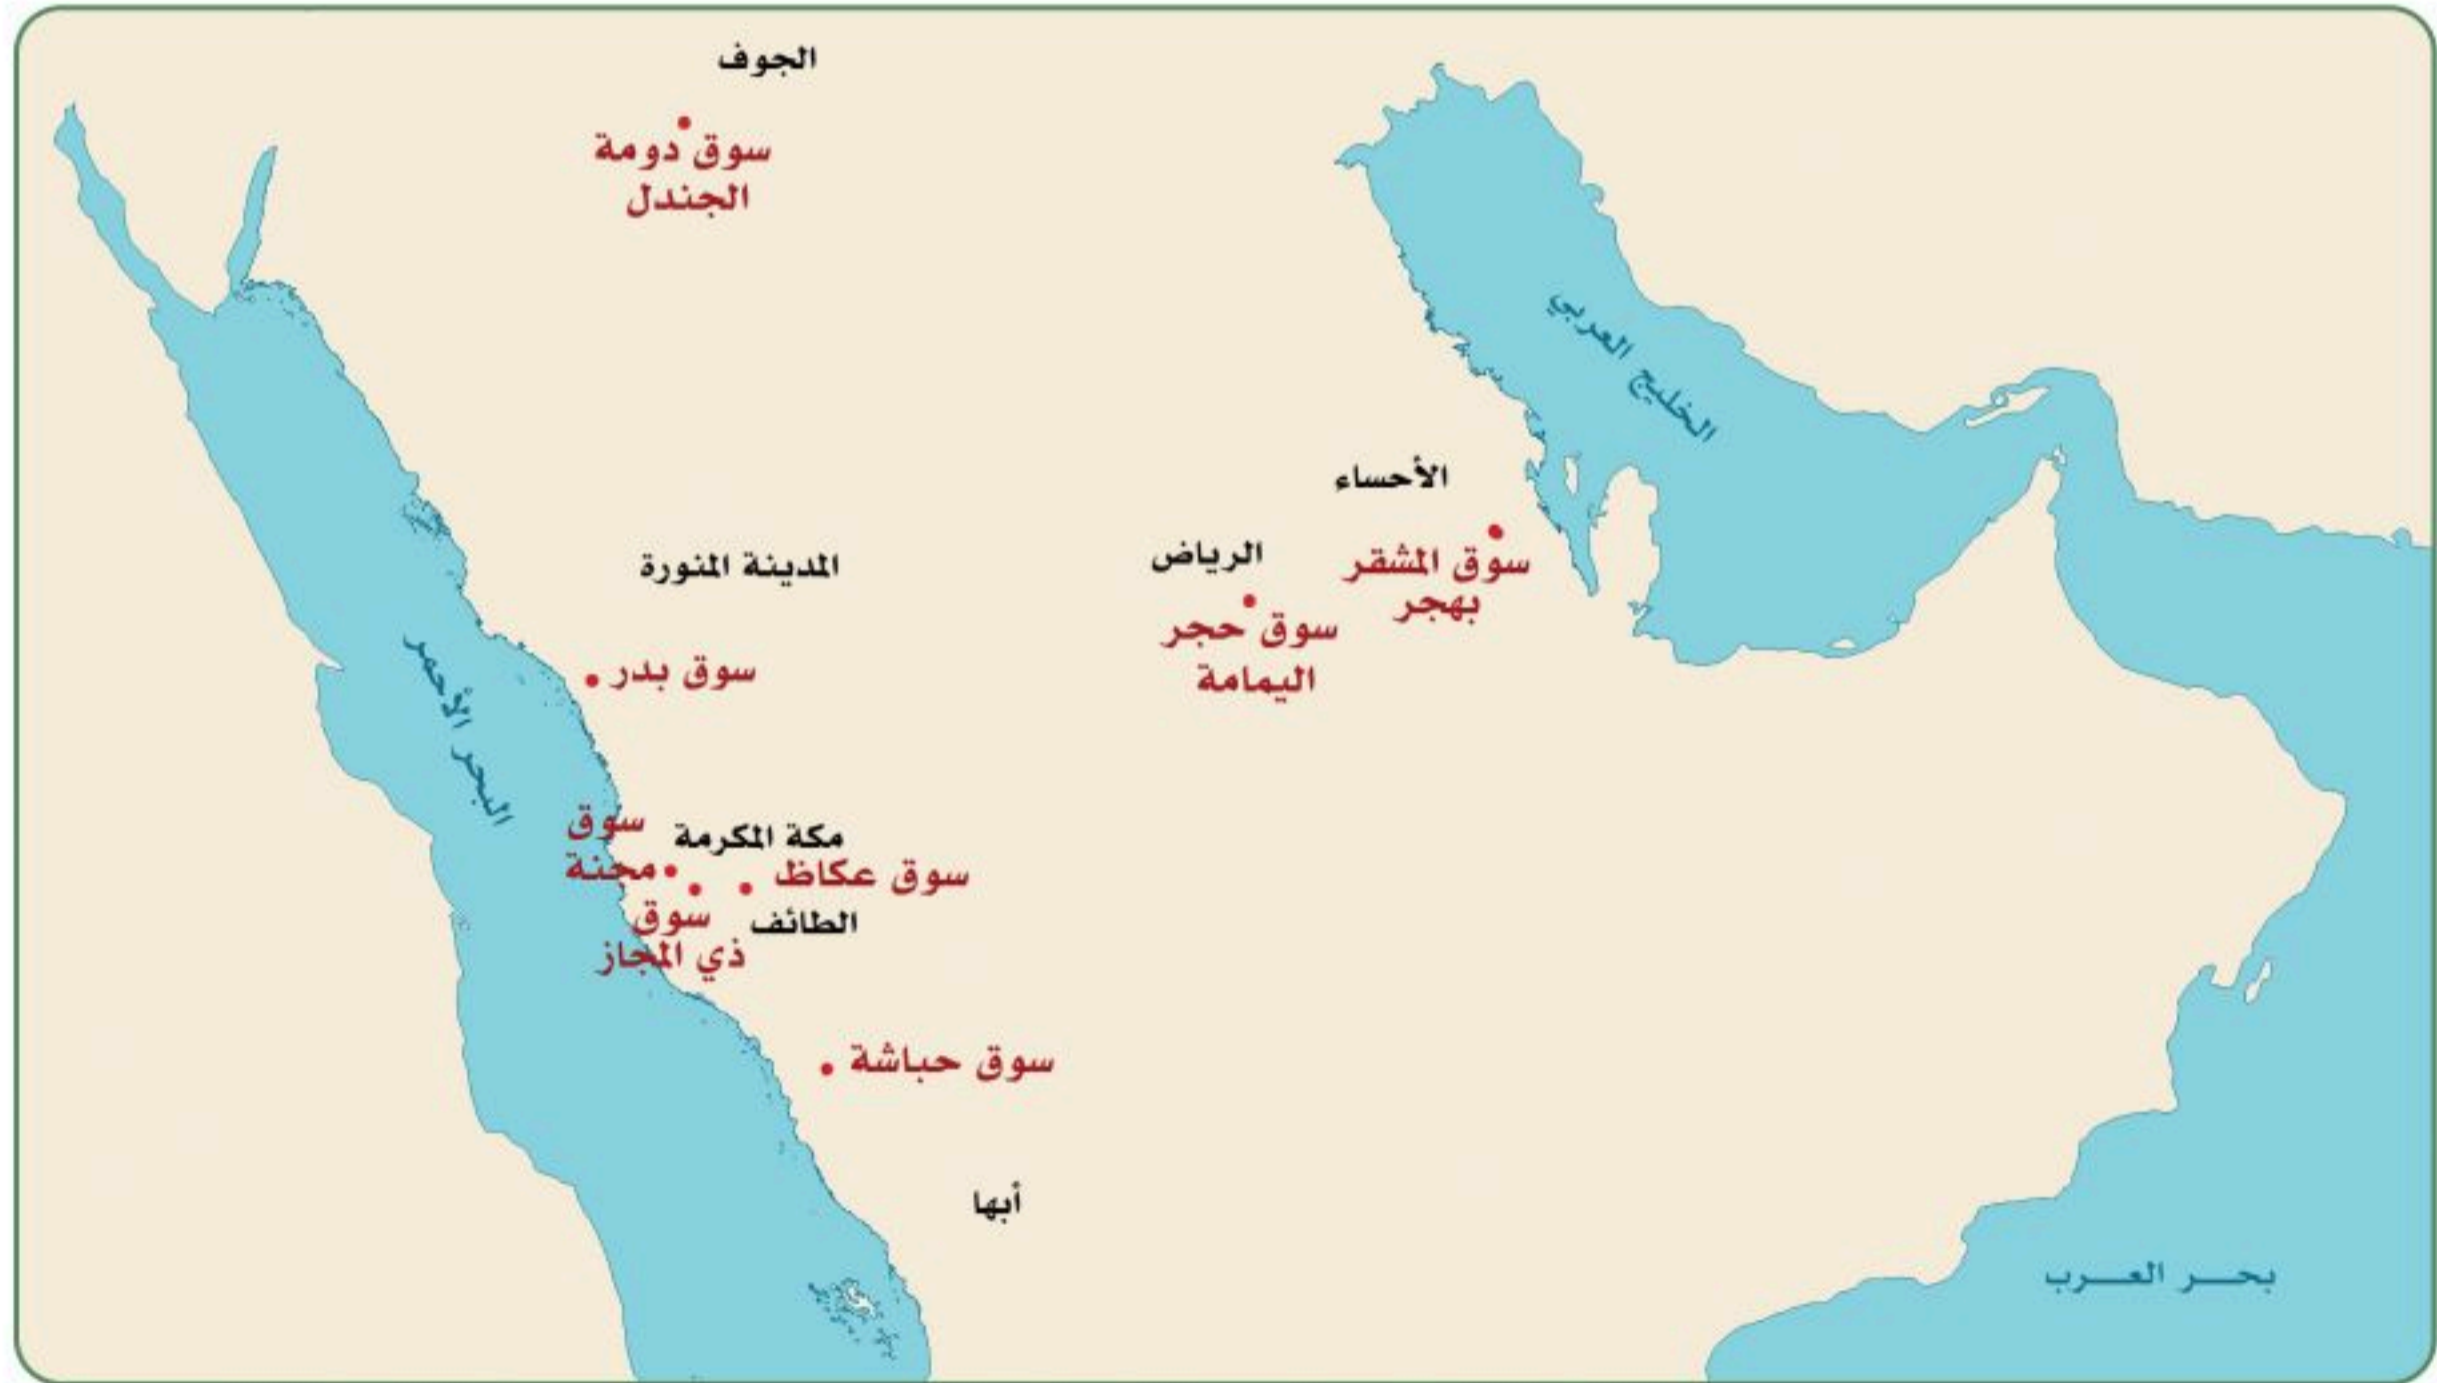 الجوف
سوق دومة
الجندل
الخليج العربي
الأحساء
سوق المشقر
بهجر
الرياض
سوق حجر
اليمامة
المدينة المنورة
سوق بدر
البحر الأحمر
مكة المكرمة
سوق
مجنة
سوق عكاظ
الطائف
سوق
ذي المجاز
سوق حباشة
أبها
بحر العرب